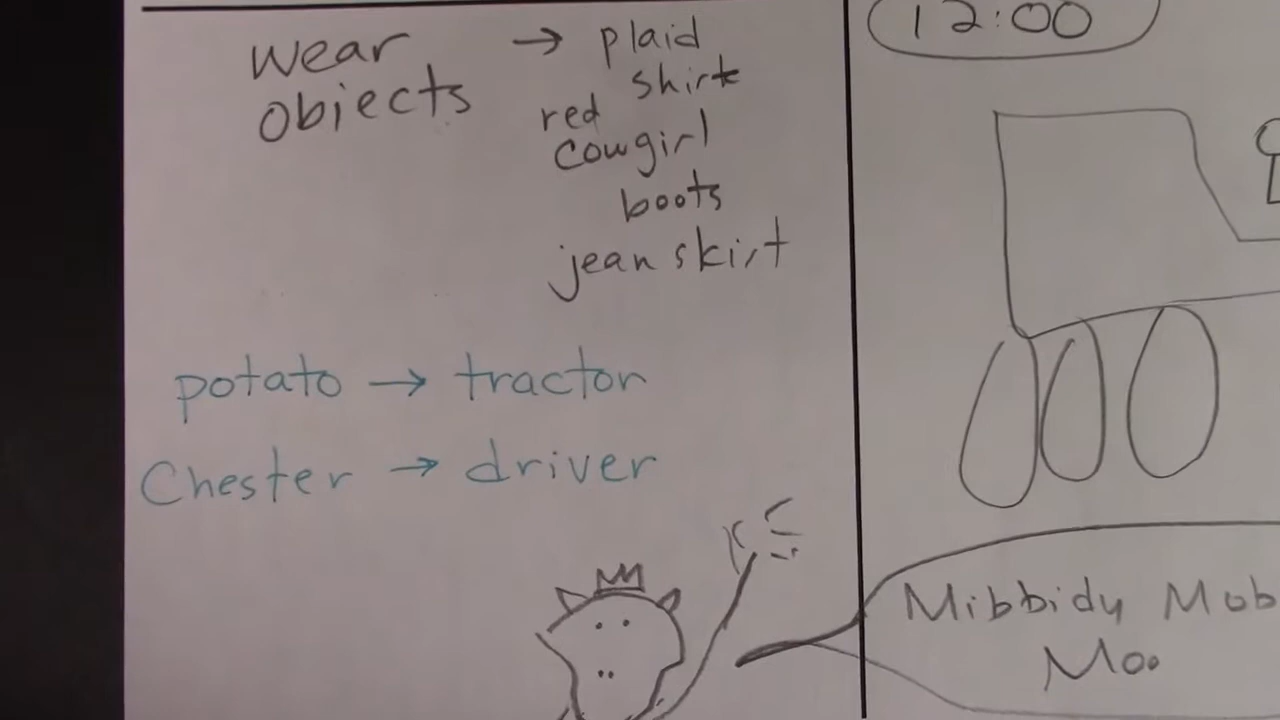 wear → plaid
objects shirt
red
cowgirl
boots
jean skirt
potato → tractor
Chester → driver
12:00
Mibbidy Mob
Moo